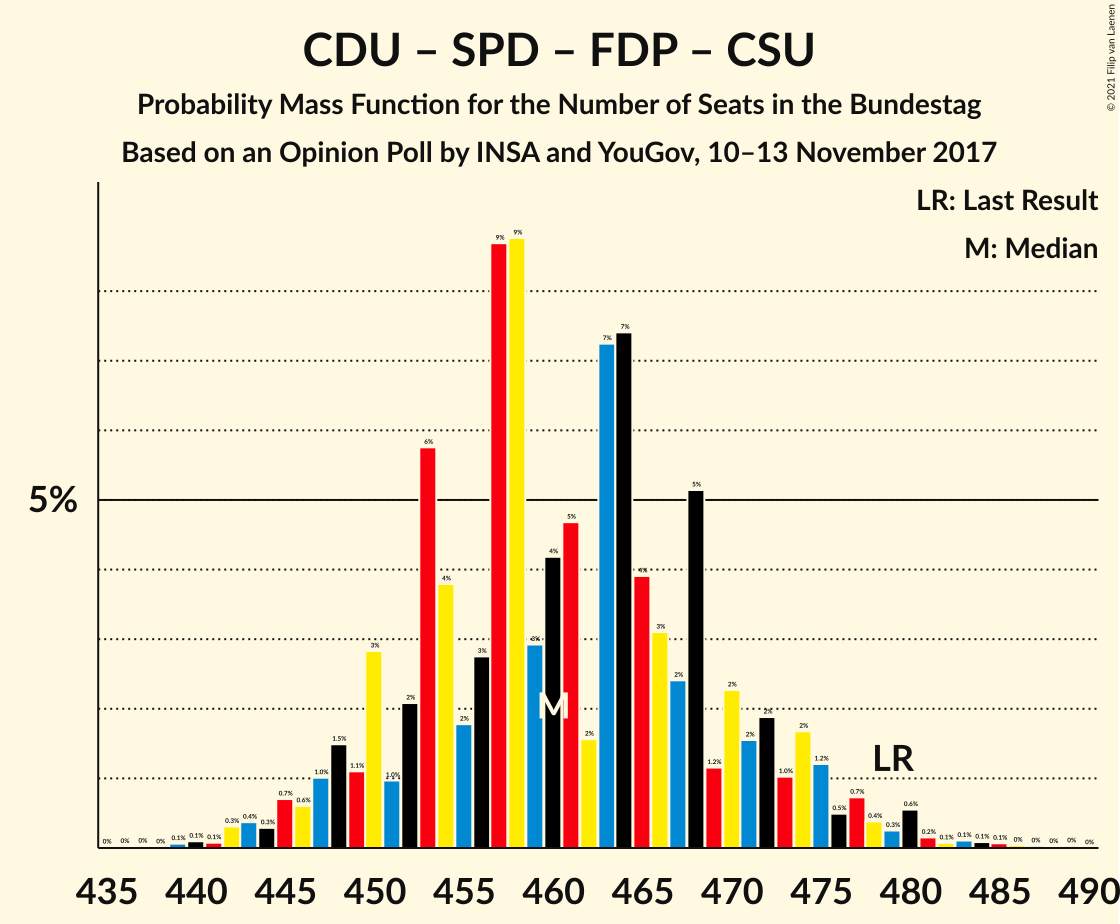 CDU – SPD – FDP – CSU
Probability Mass Function for the Number of Seats in the Bundestag
Based on an Opinion Poll by INSA and YouGov, 10–13 November 2017
© 2021 Filip van Laenen
LR: Last Result
M: Median
5%
0% 0% 0% 0% 0.1% 0.1% 0.1% 0.3% 0.4% 0.3% 0.7% 0.6% 1.0% 1.5% 1.1% 3% 1.0% 2% 6% 4% 2% 3% 9% 9% 3% 4% 5% 2% 7% 7% 4% 3% 2% 5% 1.2% 2% 2% 2% 1.0% 2% 1.2% 0.5% 0.7% 0.4% 0.3% 0.6% 0.2% 0.1% 0.1% 0.1% 0.1% 0% 0% 0% 0% 0%
M
LR
435 440 445 450 455 460 465 470 475 480 485 490